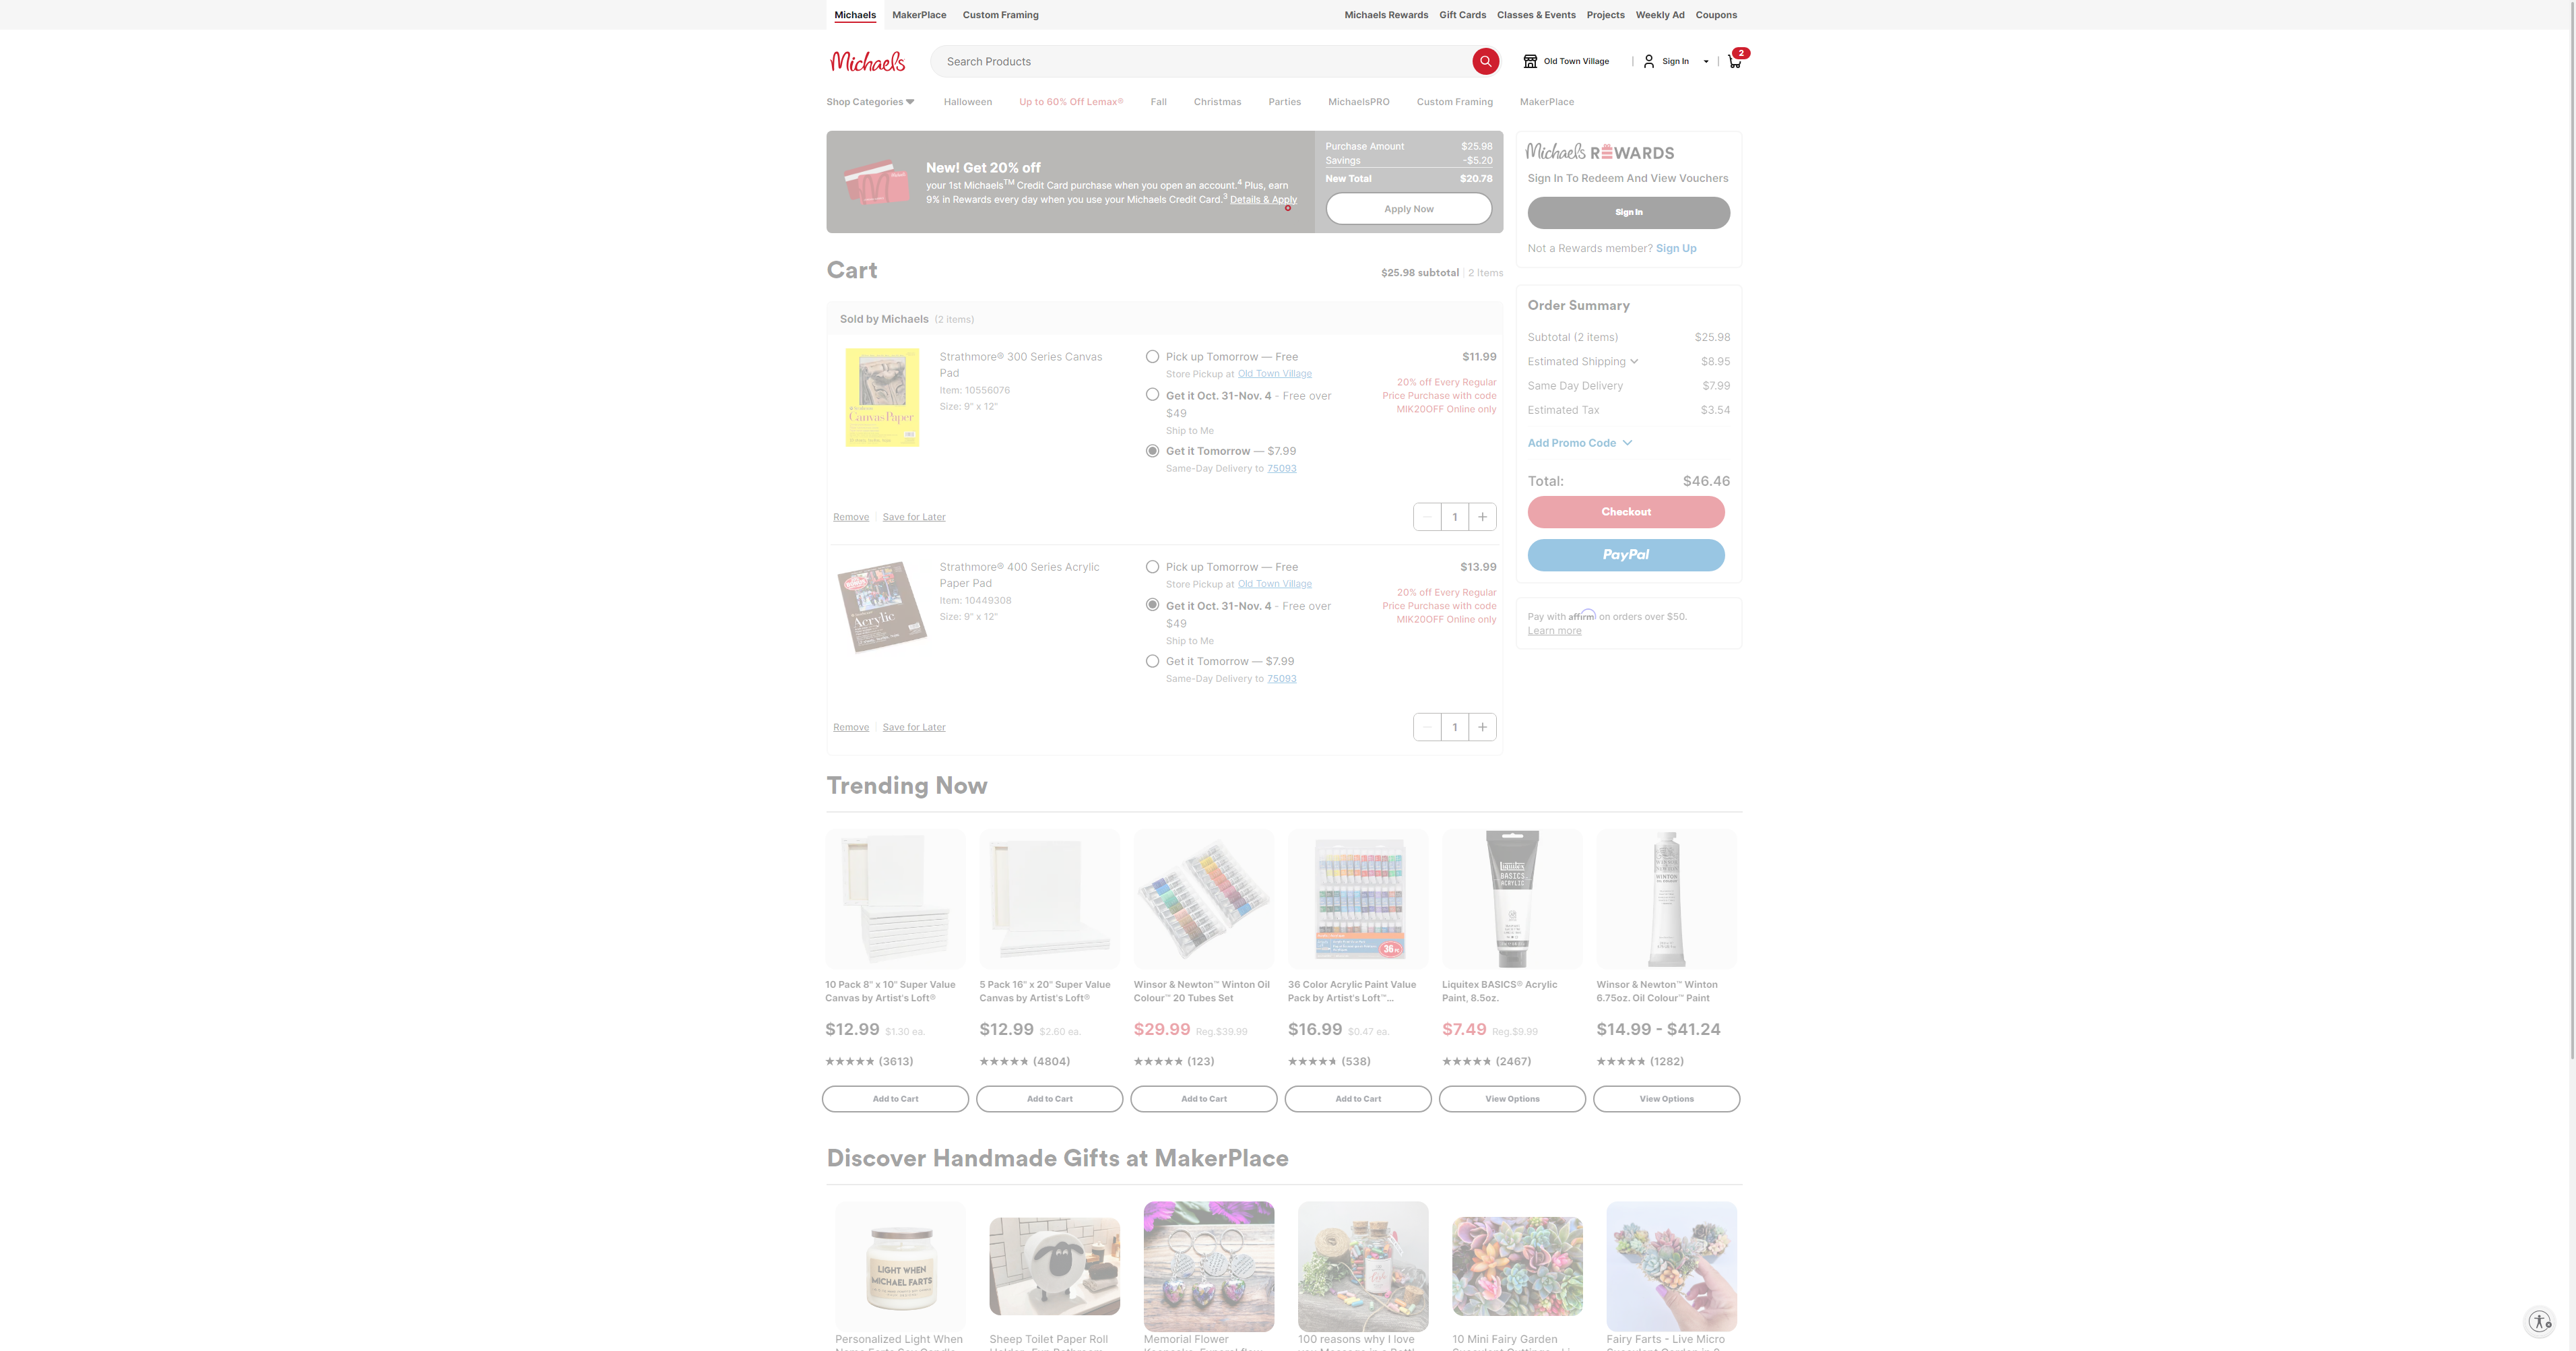 Michaels MakerPlace Custom Framing
Michaels Rewards Gift Cards Classes & Events Projects Weekly Ad Coupons
Michaels
Search Products
Old Town Village | Sign In | 2
Shop Categories Halloween Up to 60% Off Lemax® Fall Christmas Parties MichaelsPRO Custom Framing MakerPlace
New! Get 20% off
your 1st Michaels™ Credit Card purchase when you open an account.⁴ Plus, earn
9% in Rewards every day when you use your Michaels Credit Card.³ Details & Apply
Purchase Amount $25.98
Savings -$5.20
New Total $20.78
Apply Now
Michaels REWARDS
Sign In To Redeem And View Vouchers
Sign In
Not a Rewards member? Sign Up
Cart
$25.98 subtotal | 2 Items
Sold by Michaels (2 items)
Strathmore® 300 Series Canvas
Pad
Item: 10556076
Size: 9" x 12"
Canvas Paper
Pick up Tomorrow — Free
Store Pickup at Old Town Village
Get it Oct. 31-Nov. 4 - Free over
$49
Ship to Me
Get it Tomorrow — $7.99
Same-Day Delivery to 75093
$11.99
20% off Every Regular
Price Purchase with code
MIK20OFF Online only
Remove | Save for Later
1
Strathmore® 400 Series Acrylic
Paper Pad
Item: 10449308
Size: 9" x 12"
Acrylic
Pick up Tomorrow — Free
Store Pickup at Old Town Village
Get it Oct. 31-Nov. 4 - Free over
$49
Ship to Me
Get it Tomorrow — $7.99
Same-Day Delivery to 75093
$13.99
20% off Every Regular
Price Purchase with code
MIK20OFF Online only
Remove | Save for Later
1
Order Summary
Subtotal (2 items) $25.98
Estimated Shipping $8.95
Same Day Delivery $7.99
Estimated Tax $3.54
Add Promo Code
Total: $46.46
Checkout
PayPal
Pay with affirm on orders over $50.
Learn more
Trending Now
LIQUITEX
BASICS
ACRYLIC
WINTON
36
10 Pack 8" x 10" Super Value
Canvas by Artist's Loft®
$12.99 $1.30 ea.
(3613)
Add to Cart
5 Pack 16" x 20" Super Value
Canvas by Artist's Loft®
$12.99 $2.60 ea.
(4804)
Add to Cart
Winsor & Newton™ Winton Oil
Colour™ 20 Tubes Set
$29.99 Reg.$39.99
(123)
Add to Cart
36 Color Acrylic Paint Value
Pack by Artist's Loft™...
$16.99 $0.47 ea.
(538)
Add to Cart
Liquitex BASICS® Acrylic
Paint, 8.5oz.
$7.49 Reg.$9.99
(2467)
View Options
Winsor & Newton™ Winton
6.75oz. Oil Colour™ Paint
$14.99 - $41.24
(1282)
View Options
Discover Handmade Gifts at MakerPlace
LIGHT WHEN
MICHAEL FARTS
Personalized Light When
Sheep Toilet Paper Roll
Memorial Flower
100 reasons why I love
10 Mini Fairy Garden
Fairy Farts - Live Micro